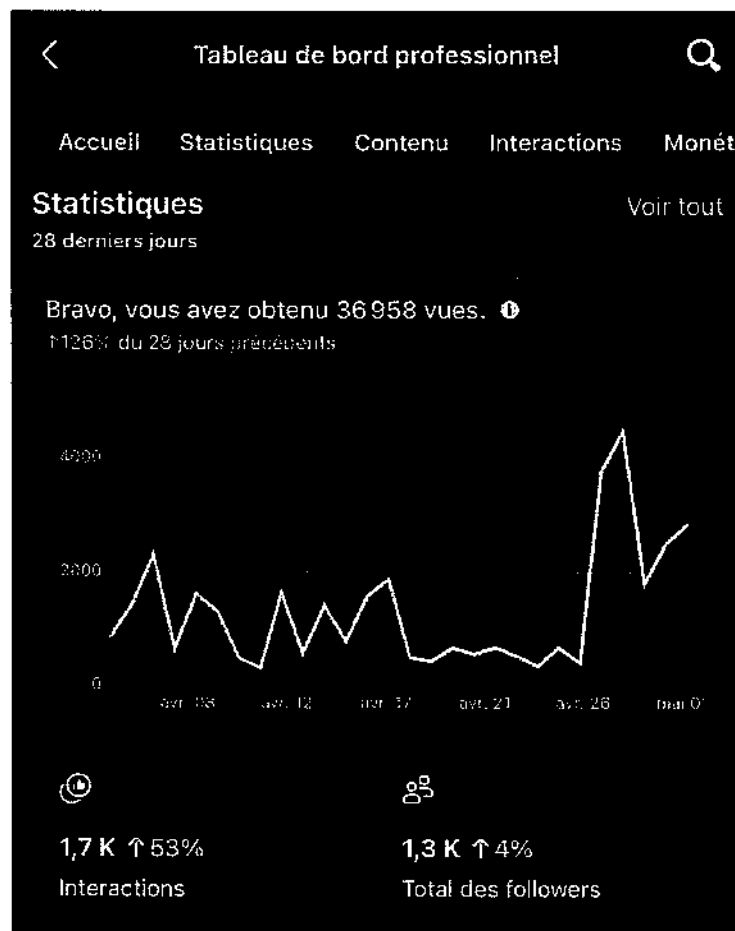 Tableau de bord professionnel
Accueil Statistiques Contenu Interactions Monét
Statistiques Voir tout
28 derniers jours
Bravo, vous avez obtenu 36 958 vues.
↑126% du 28 jours précédents
4000
2000
0
avr. 08 avr. 12 avr. 17 avr. 21 avr. 26 mai 01
1,7 K ↑ 53% 1,3 K ↑ 4%
Interactions Total des followers